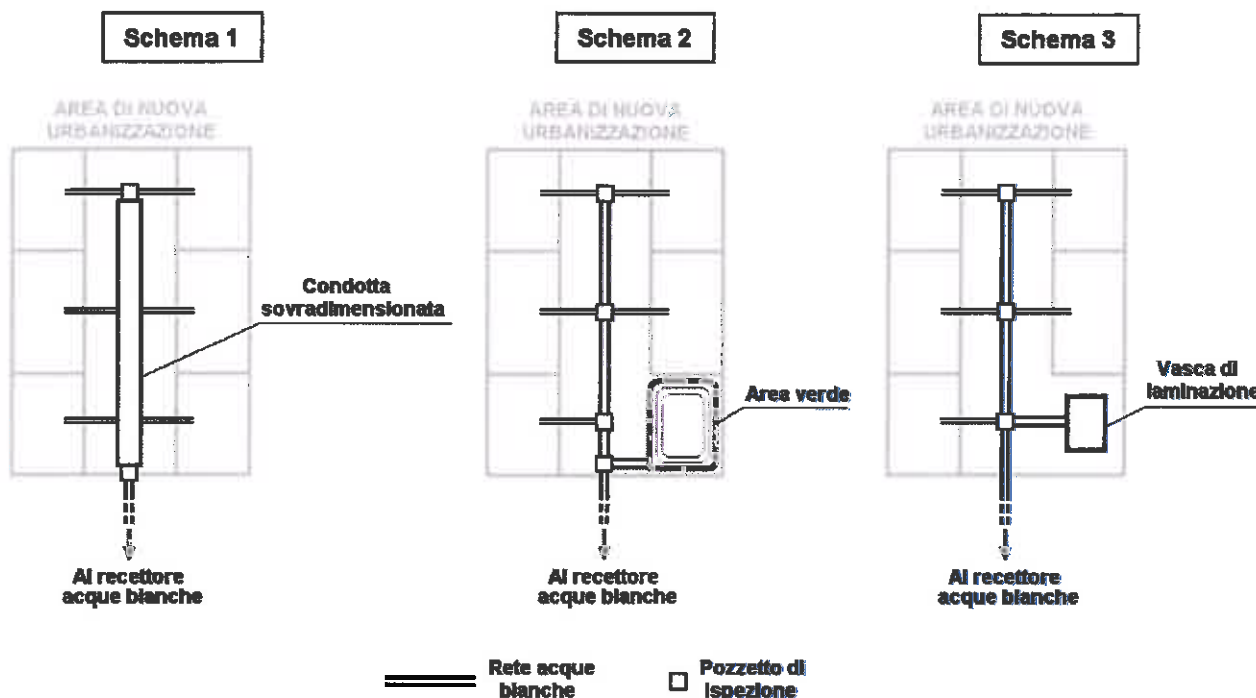 Schema 1
Schema 2
Schema 3
AREA DI NUOVA
URBANIZZAZIONE
AREA DI NUOVA
URBANIZZAZIONE
AREA DI NUOVA
URBANIZZAZIONE
Condotta
sovradimensionata
Area verde
Vasca di
laminazione
Al recettore
acque bianche
Al recettore
acque bianche
Al recettore
acque bianche
Rete acque
bianche
Pozzetto di
ispezione